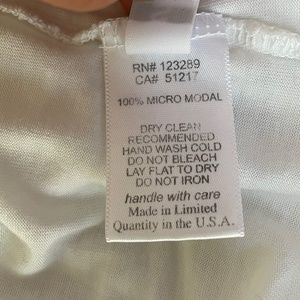 RN# 123289
CA# 51217
100% MICRO MODAL
DRY CLEAN
RECOMMENDED
HAND WASH COLD
DO NOT BLEACH
LAY FLAT TO DRY
DO NOT IRON
handle with care
Made in Limited
Quantity in the U.S.A.